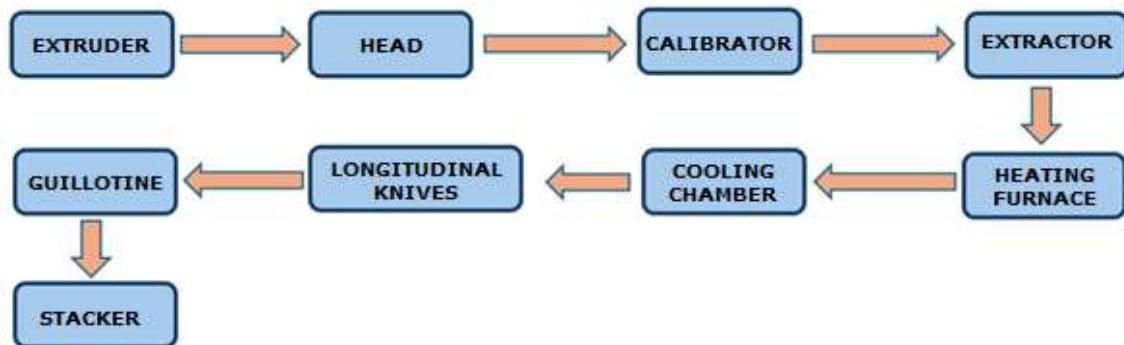 EXTRUDER
HEAD
CALIBRATOR
EXTRACTOR
HEATING
FURNACE
COOLING
CHAMBER
LONGITUDINAL
KNIVES
GUILLOTINE
STACKER